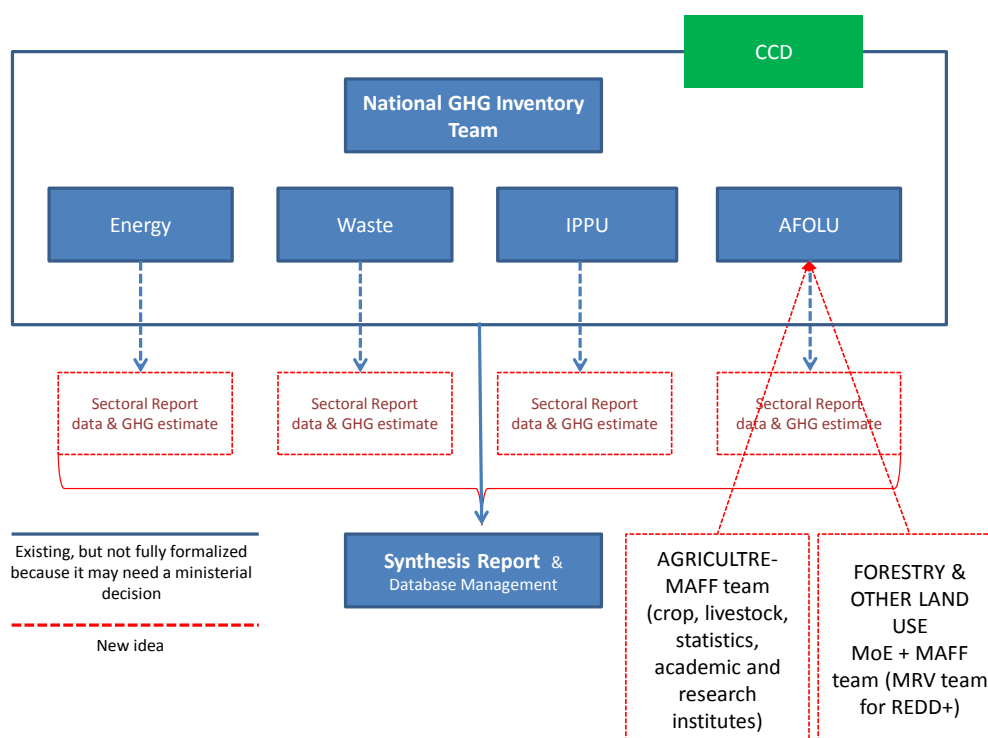 CCD
National GHG Inventory
Team
Energy
Waste
IPPU
AFOLU
Sectoral Report
data & GHG estimate
Sectoral Report
data & GHG estimate
Sectoral Report
data & GHG estimate
Sectoral Report
data & GHG estimate
Existing, but not fully formalized
because it may need a ministerial
decision
New idea
Synthesis Report &
Database Management
AGRICULTRE-
MAFF team
(crop, livestock,
statistics,
academic and
research
institutes)
FORESTRY &
OTHER LAND
USE
MoE + MAFF
team (MRV team
for REDD+)